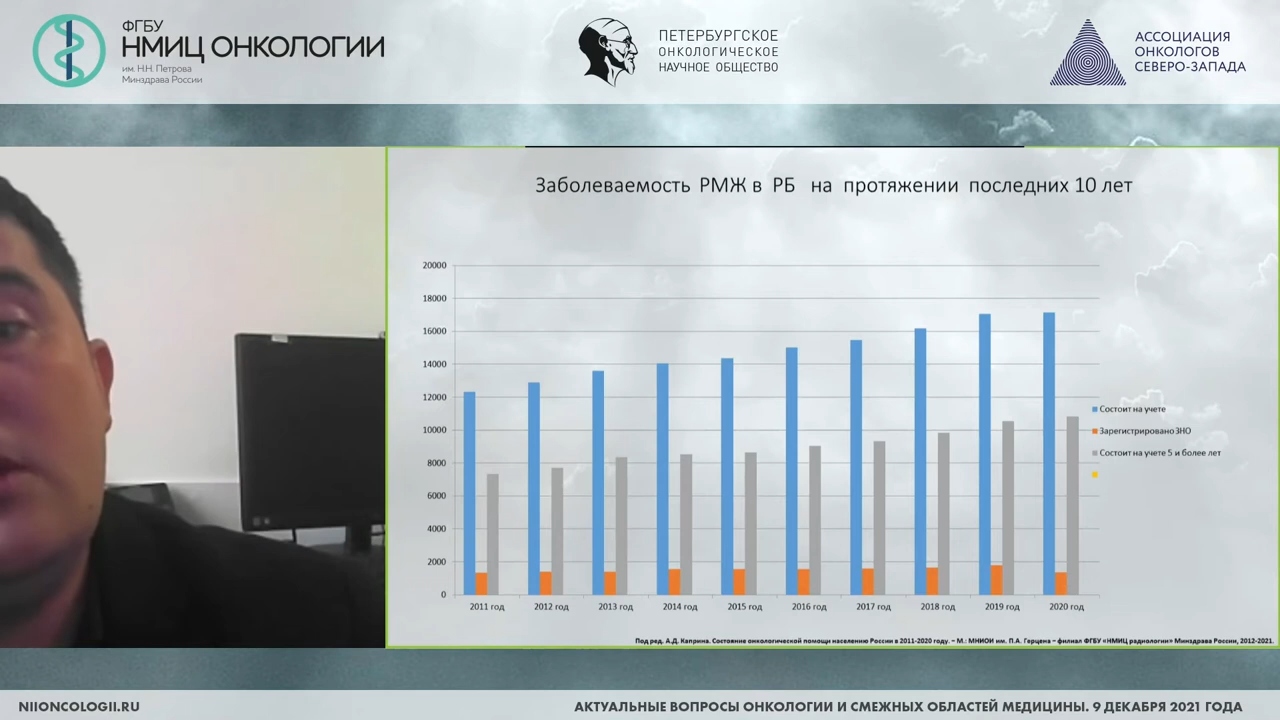 ФГБУ
НМИЦ ОНКОЛОГИИ
им. Н.Н. Петрова
Минздрава России
ПЕТЕРБУРГСКОЕ
ОНКОЛОГИЧЕСКОЕ
НАУЧНОЕ ОБЩЕСТВО
АССОЦИАЦИЯ
ОНКОЛОГОВ
СЕВЕРО-ЗАПАДА
Заболеваемость РМЖ в РБ на протяжении последних 10 лет
20000
18000
16000
14000
12000
10000
8000
6000
4000
2000
0
2011 год
2012 год
2013 год
2014 год
2015 год
2016 год
2017 год
2018 год
2019 год
2020 год
Состоит на учете
Зарегистрировано ЗНО
Состоит на учете 5 и более лет
Под ред. А.Д. Каприна. Состояние онкологической помощи населению России в 2011-2020 году. – М.: МНИОИ им. П.А. Герцена – филиал ФГБУ «НМИЦ радиологии» Минздрава России, 2012-2021.
NIIONCOLOGII.RU
АКТУАЛЬНЫЕ ВОПРОСЫ ОНКОЛОГИИ И СМЕЖНЫХ ОБЛАСТЕЙ МЕДИЦИНЫ. 9 ДЕКАБРЯ 2021 ГОДА